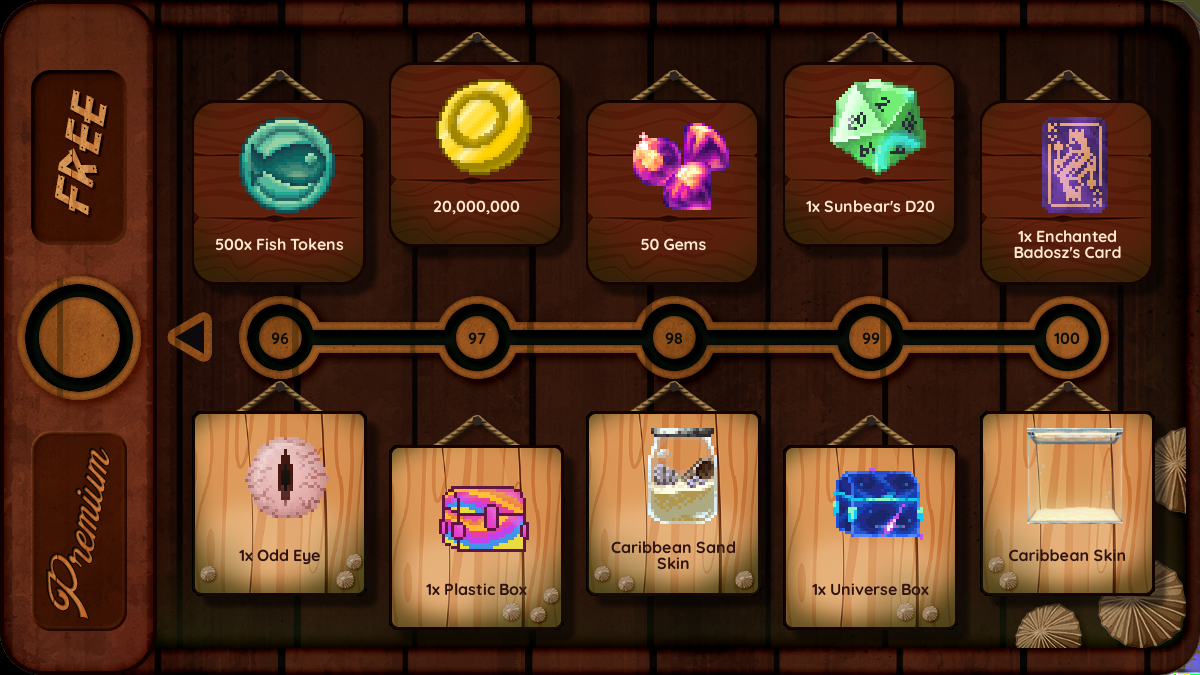 FREE
500x Fish Tokens
20,000,000
50 Gems
1x Sunbear's D20
1x Enchanted
Badosz's Card
96
97
98
99
100
Premium
1x Odd Eye
1x Plastic Box
Caribbean Sand
Skin
1x Universe Box
Caribbean Skin